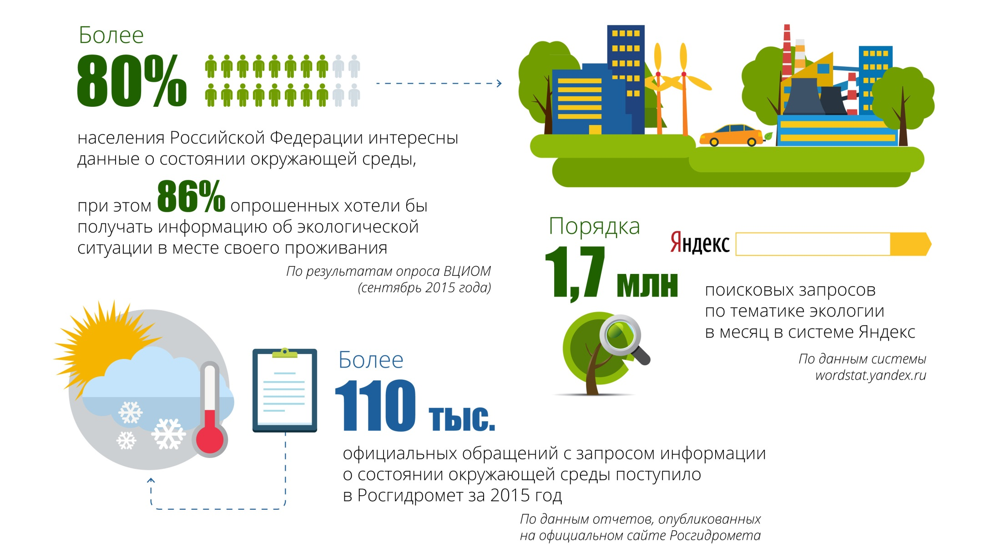 Более
80%
населения Российской Федерации интересны
данные о состоянии окружающей среды,
при этом 86% опрошенных хотели бы
получать информацию об экологической
ситуации в месте своего проживания
По результатам опроса ВЦИОМ
(сентябрь 2015 года)
Порядка
1,7 млн
Яндекс
поисковых запросов
по тематике экологии
в месяц в системе Яндекс
По данным системы
wordstat.yandex.ru
Более
110 тыс.
официальных обращений с запросом информации
о состоянии окружающей среды поступило
в Росгидромет за 2015 год
По данным отчетов, опубликованных
на официальном сайте Росгидромета